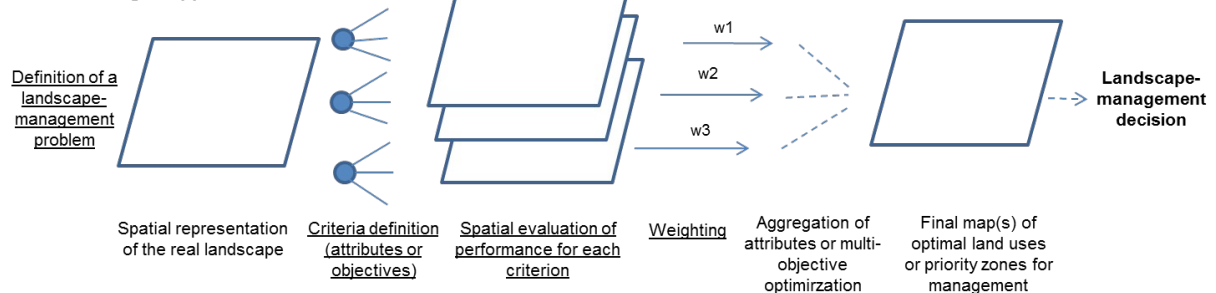 w1
w2
w3
Definition of a
landscape-
management
problem
Landscape-
management
decision
Spatial representation
of the real landscape
Criteria definition
(attributes or
objectives)
Spatial evaluation of
performance for each
criterion
Weighting
Aggregation of
attributes or multi-
objective
optimirzation
Final map(s) of
optimal land uses
or priority zones for
management